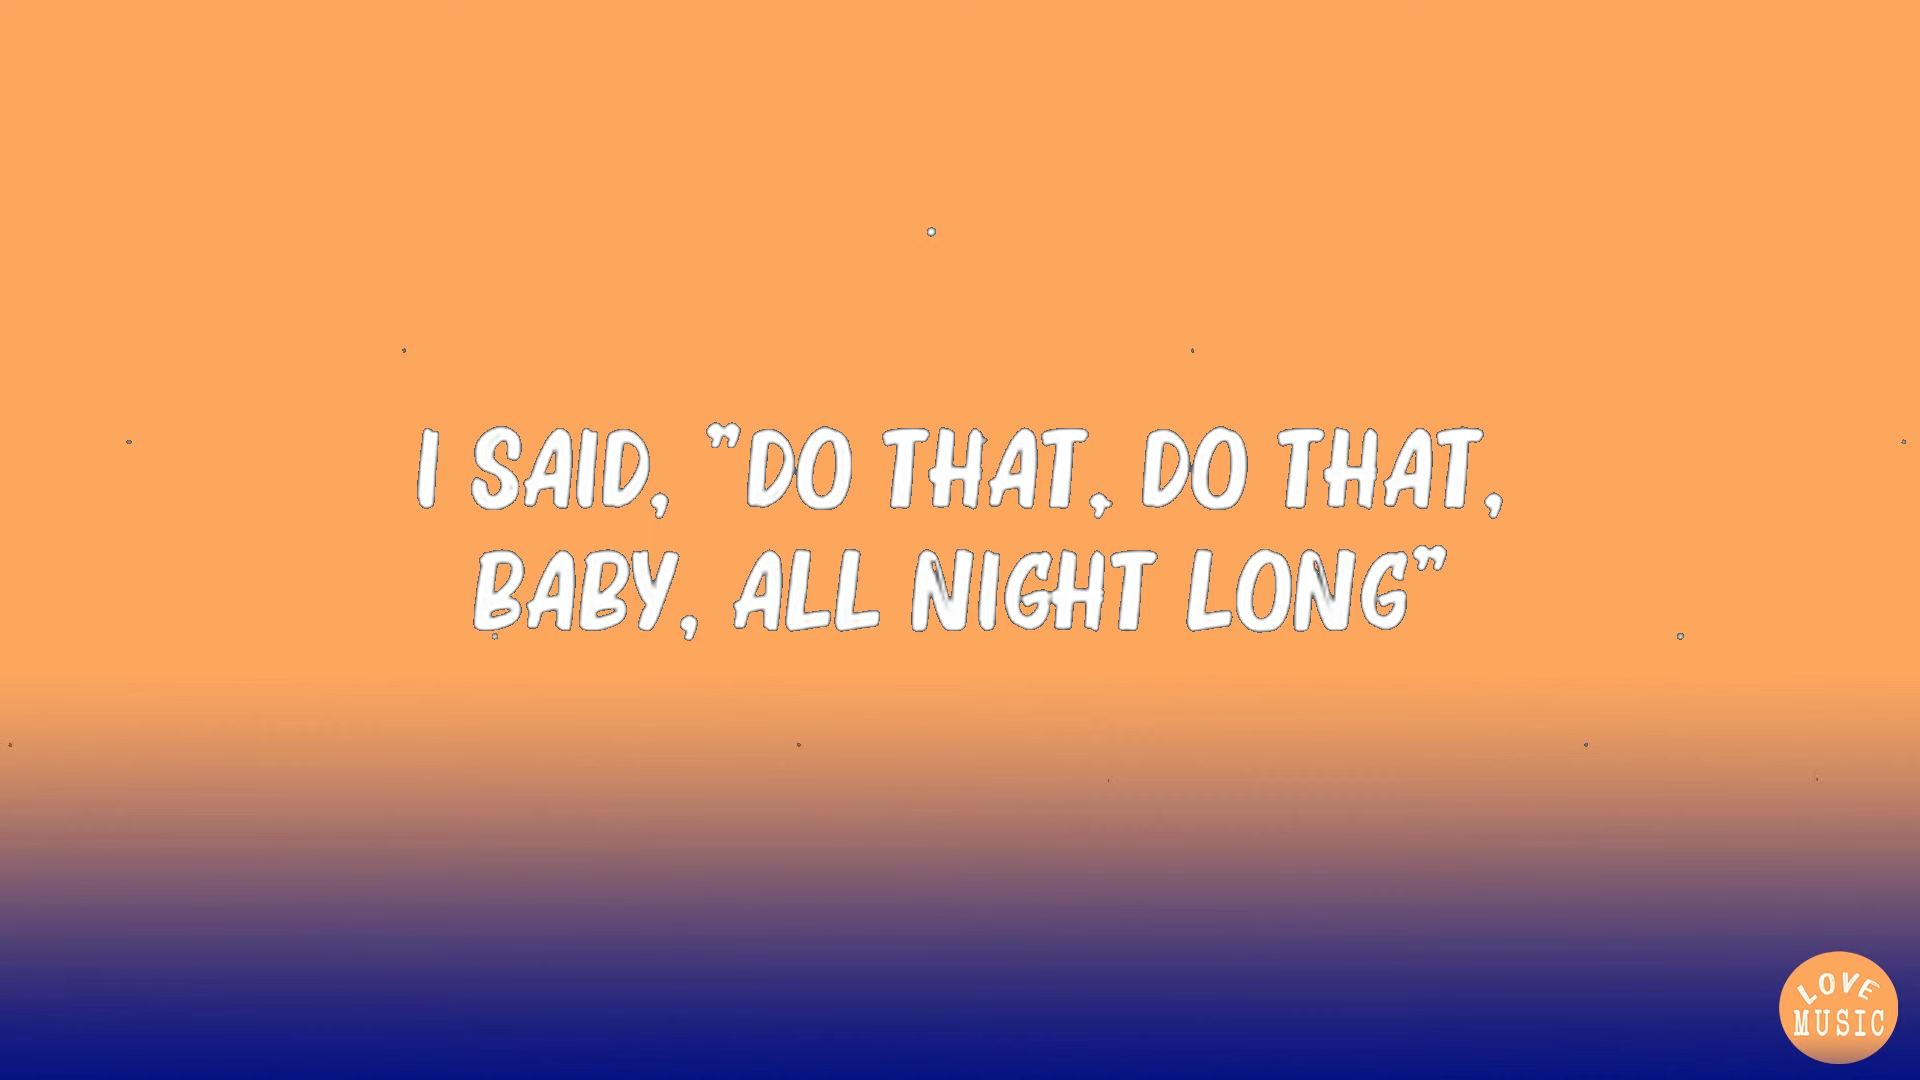 I SAID, "DO THAT, DO THAT,
BABY, ALL NIGHT LONG"
LOVE
MUSIC